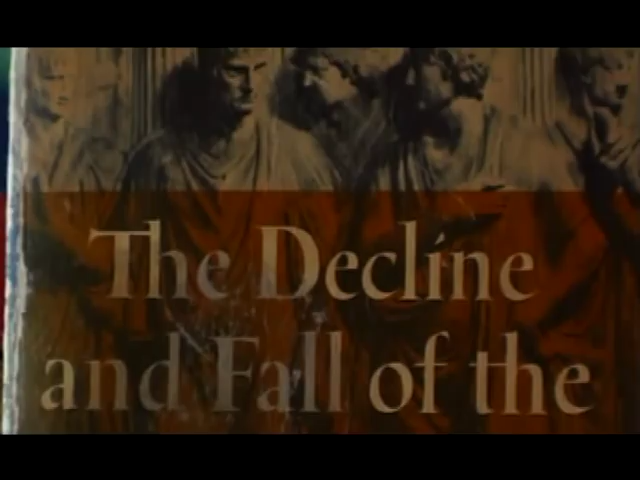 The Decline
and Fall of the